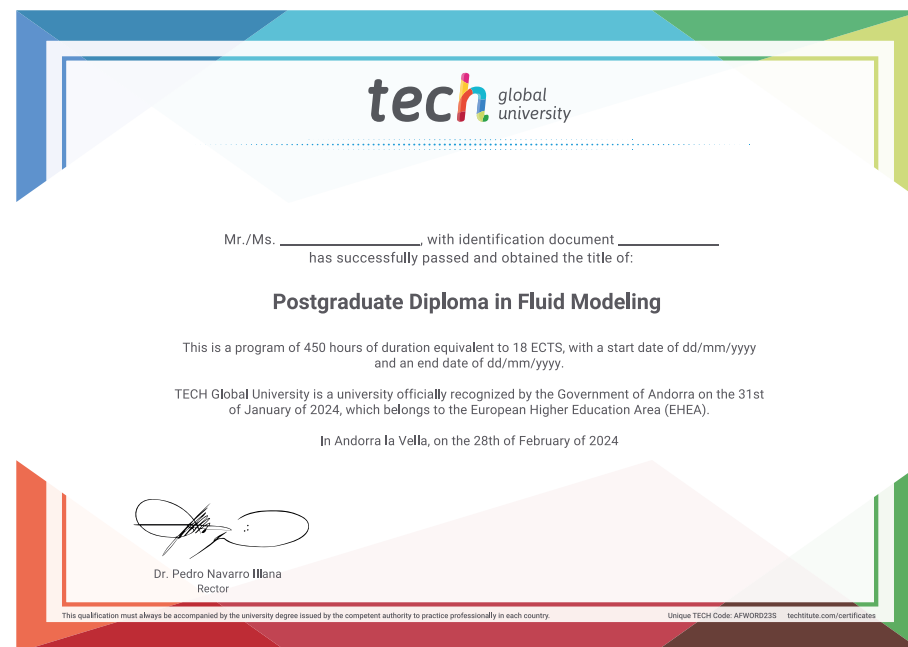 tech global
university
Mr./Ms. ____________________, with identification document ______________
has successfully passed and obtained the title of:
Postgraduate Diploma in Fluid Modeling
This is a program of 450 hours of duration equivalent to 18 ECTS, with a start date of dd/mm/yyyy
and an end date of dd/mm/yyyy.
TECH Global University is a university officially recognized by the Government of Andorra on the 31st
of January of 2024, which belongs to the European Higher Education Area (EHEA).
In Andorra la Vella, on the 28th of February of 2024
Dr. Pedro Navarro Illana
Rector
This qualification must always be accompanied by the university degree issued by the competent authority to practice professionally in each country. Unique TECH Code: AFWORD23S techtitute.com/certificates